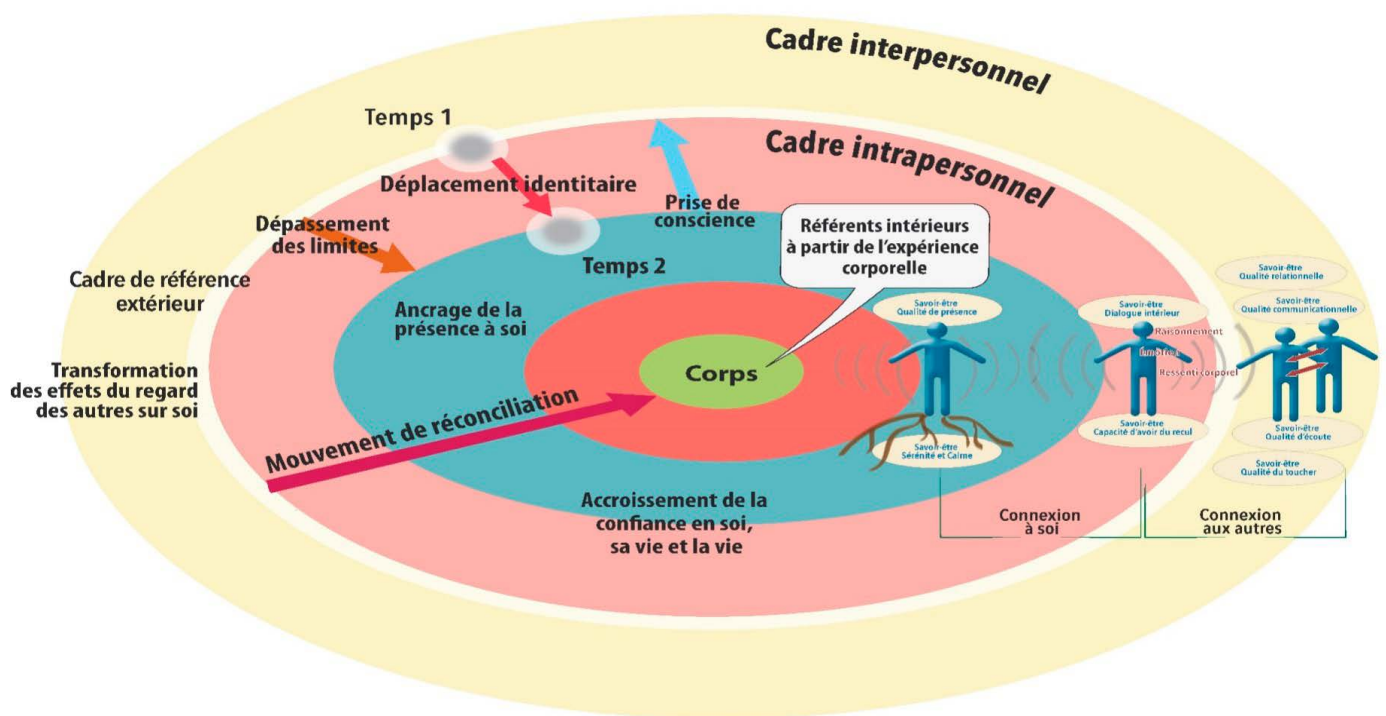 Cadre interpersonnel
Temps 1
Cadre intrapersonnel
Déplacement identitaire
Prise de
conscience
Dépassement
des limites
Référents intérieurs
à partir de l'expérience
corporelle
Temps 2
Cadre de référence
extérieur
Ancrage de la
présence à soi
Transformation
des effets du regard
des autres sur soi
Corps
Mouvement de réconciliation
Accroissement de la
confiance en soi,
sa vie et la vie
Savoir-être
Qualité de présence
Savoir-être
Sérénité et Calme
Savoir-être
Dialogue intérieur
Raisonnement
Émotion
Ressenti corporel
Savoir-être
Capacité d'avoir du recul
Savoir-être
Qualité relationnelle
Savoir-être
Qualité communicationnelle
Savoir-être
Qualité d'écoute
Savoir-être
Qualité du toucher
Connexion
à soi
Connexion
aux autres